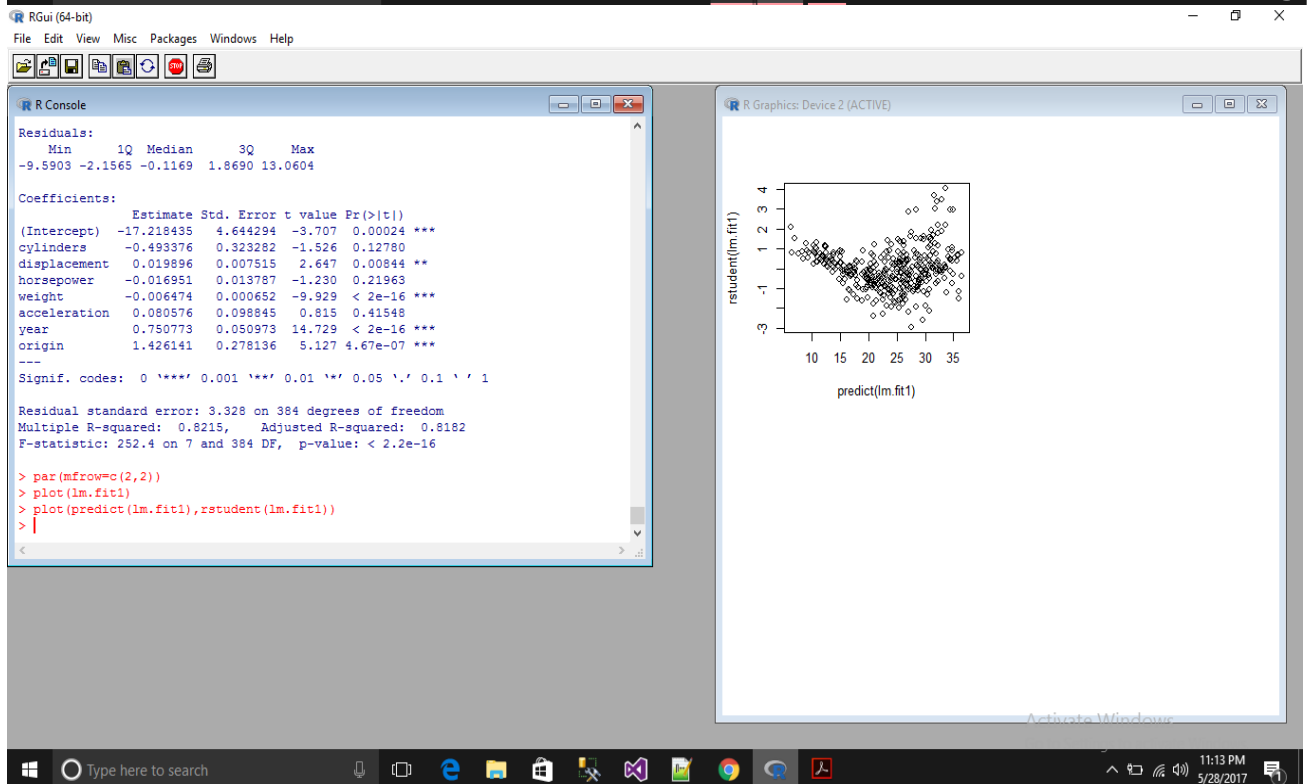 RGui (64-bit)
File Edit View Misc Packages Windows Help
STOP
R Console
Residuals:
    Min      1Q  Median      3Q     Max
-9.5903 -2.1565 -0.1169  1.8690 13.0604
Coefficients:
              Estimate Std. Error t value Pr(>|t|)
(Intercept)  -17.218435   4.644294  -3.707  0.00024 ***
cylinders     -0.493376   0.323282  -1.526  0.12780
displacement   0.019896   0.007515   2.647  0.00844 **
horsepower    -0.016951   0.013787  -1.230  0.21963
weight        -0.006474   0.000652  -9.929  < 2e-16 ***
acceleration   0.080576   0.098845   0.815  0.41548
year           0.750773   0.050973  14.729  < 2e-16 ***
origin         1.426141   0.278136   5.127 4.67e-07 ***
---
Signif. codes:  0 ‘***’ 0.001 ‘**’ 0.01 ‘*’ 0.05 ‘.’ 0.1 ‘ ’ 1
Residual standard error: 3.328 on 384 degrees of freedom
Multiple R-squared:  0.8215,    Adjusted R-squared:  0.8182
F-statistic: 252.4 on 7 and 384 DF,  p-value: < 2.2e-16
> par(mfrow=c(2,2))
> plot(lm.fit1)
> plot(predict(lm.fit1),rstudent(lm.fit1))
>
R Graphics: Device 2 (ACTIVE)
rstudent(lm.fit1)
4
3
2
1
-1
-3
10 15 20 25 30 35
predict(lm.fit1)
Activate Windows
Type here to search
11:13 PM
5/28/2017
1